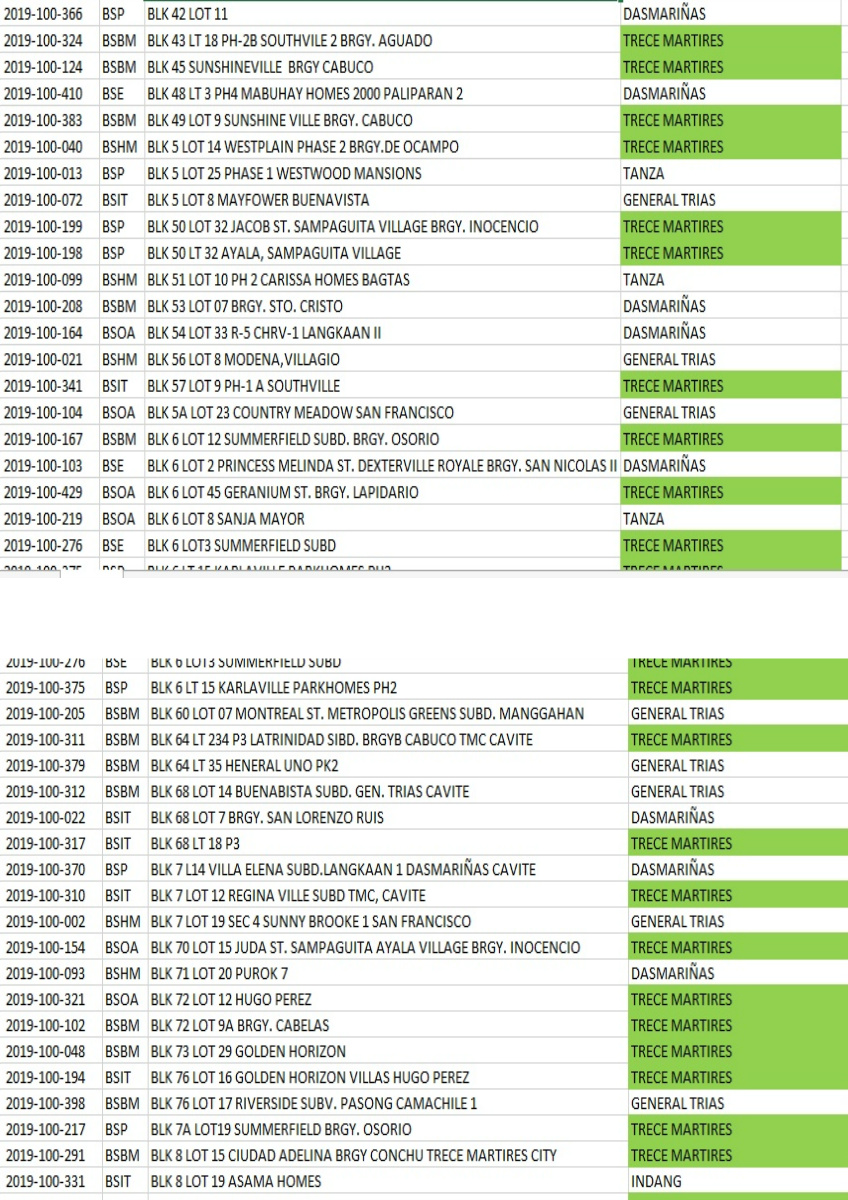 2019-100-366 BSP BLK 42 LOT 11 DASMARIÑAS
2019-100-324 BSBM BLK 43 LT 18 PH-2B SOUTHVILE 2 BRGY. AGUADO TRECE MARTIRES
2019-100-124 BSBM BLK 45 SUNSHINEVILLE BRGY CABUCO TRECE MARTIRES
2019-100-410 BSE BLK 48 LT 3 PH4 MABUHAY HOMES 2000 PALIPARAN 2 DASMARIÑAS
2019-100-383 BSBM BLK 49 LOT 9 SUNSHINE VILLE BRGY. CABUCO TRECE MARTIRES
2019-100-040 BSHM BLK 5 LOT 14 WESTPLAIN PHASE 2 BRGY.DE OCAMPO TRECE MARTIRES
2019-100-013 BSP BLK 5 LOT 25 PHASE 1 WESTWOOD MANSIONS TANZA
2019-100-072 BSIT BLK 5 LOT 8 MAYFOWER BUENAVISTA GENERAL TRIAS
2019-100-199 BSP BLK 50 LOT 32 JACOB ST. SAMPAGUITA VILLAGE BRGY. INOCENCIO TRECE MARTIRES
2019-100-198 BSP BLK 50 LT 32 AYALA, SAMPAGUITA VILLAGE TRECE MARTIRES
2019-100-099 BSHM BLK 51 LOT 10 PH 2 CARISSA HOMES BAGTAS TANZA
2019-100-208 BSBM BLK 53 LOT 07 BRGY. STO. CRISTO DASMARIÑAS
2019-100-164 BSOA BLK 54 LOT 33 R-5 CHRV-1 LANGKAAN II DASMARIÑAS
2019-100-021 BSHM BLK 56 LOT 8 MODENA,VILLAGIO GENERAL TRIAS
2019-100-341 BSIT BLK 57 LOT 9 PH-1 A SOUTHVILLE TRECE MARTIRES
2019-100-104 BSOA BLK 5A LOT 23 COUNTRY MEADOW SAN FRANCISCO GENERAL TRIAS
2019-100-167 BSBM BLK 6 LOT 12 SUMMERFIELD SUBD. BRGY. OSORIO TRECE MARTIRES
2019-100-103 BSE BLK 6 LOT 2 PRINCESS MELINDA ST. DEXTERVILLE ROYALE BRGY. SAN NICOLAS II DASMARIÑAS
2019-100-429 BSOA BLK 6 LOT 45 GERANIUM ST. BRGY. LAPIDARIO TRECE MARTIRES
2019-100-219 BSOA BLK 6 LOT 8 SANJA MAYOR TANZA
2019-100-276 BSE BLK 6 LOT3 SUMMERFIELD SUBD TRECE MARTIRES
2019-100-375 BSP BLK 6 LT 15 KARLAVILLE PARKHOMES PH2 TRECE MARTIRES
2019-100-276 BSE BLK 6 LOT3 SUMMERFIELD SUBD TRECE MARTIRES
2019-100-375 BSP BLK 6 LT 15 KARLAVILLE PARKHOMES PH2 TRECE MARTIRES
2019-100-205 BSBM BLK 60 LOT 07 MONTREAL ST. METROPOLIS GREENS SUBD. MANGGAHAN GENERAL TRIAS
2019-100-311 BSBM BLK 64 LT 234 P3 LATRINIDAD SIBD. BRGYB CABUCO TMC CAVITE TRECE MARTIRES
2019-100-379 BSBM BLK 64 LT 35 HENERAL UNO PK2 GENERAL TRIAS
2019-100-312 BSBM BLK 68 LOT 14 BUENABISTA SUBD. GEN. TRIAS CAVITE GENERAL TRIAS
2019-100-022 BSIT BLK 68 LOT 7 BRGY. SAN LORENZO RUIS DASMARIÑAS
2019-100-317 BSIT BLK 68 LT 18 P3 TRECE MARTIRES
2019-100-370 BSP BLK 7 L14 VILLA ELENA SUBD.LANGKAAN 1 DASMARIÑAS CAVITE DASMARIÑAS
2019-100-310 BSIT BLK 7 LOT 12 REGINA VILLE SUBD TMC, CAVITE TRECE MARTIRES
2019-100-002 BSHM BLK 7 LOT 19 SEC 4 SUNNY BROOKE 1 SAN FRANCISCO GENERAL TRIAS
2019-100-154 BSOA BLK 70 LOT 15 JUDA ST. SAMPAGUITA AYALA VILLAGE BRGY. INOCENCIO TRECE MARTIRES
2019-100-093 BSHM BLK 71 LOT 20 PUROK 7 DASMARIÑAS
2019-100-321 BSOA BLK 72 LOT 12 HUGO PEREZ TRECE MARTIRES
2019-100-102 BSBM BLK 72 LOT 9A BRGY. CABELAS TRECE MARTIRES
2019-100-048 BSBM BLK 73 LOT 29 GOLDEN HORIZON TRECE MARTIRES
2019-100-194 BSIT BLK 76 LOT 16 GOLDEN HORIZON VILLAS HUGO PEREZ TRECE MARTIRES
2019-100-398 BSBM BLK 76 LOT 17 RIVERSIDE SUBV. PASONG CAMACHILE 1 GENERAL TRIAS
2019-100-217 BSP BLK 7A LOT19 SUMMERFIELD BRGY. OSORIO TRECE MARTIRES
2019-100-291 BSBM BLK 8 LOT 15 CIUDAD ADELINA BRGY CONCHU TRECE MARTIRES CITY TRECE MARTIRES
2019-100-331 BSIT BLK 8 LOT 19 ASAMA HOMES INDANG